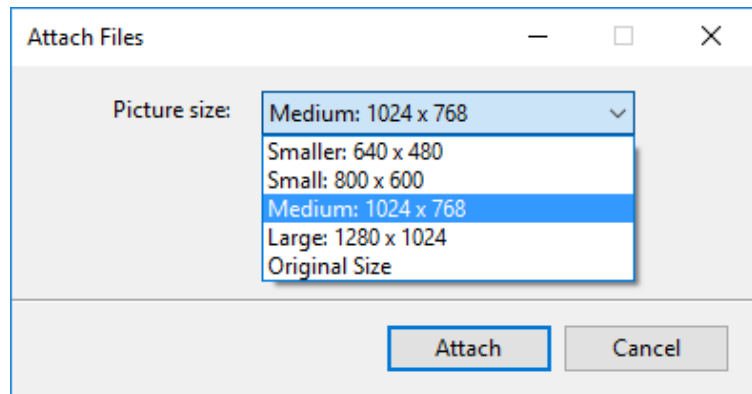 Attach Files
Picture size: Medium: 1024 x 768
Smaller: 640 x 480
Small: 800 x 600
Medium: 1024 x 768
Large: 1280 x 1024
Original Size
Attach Cancel